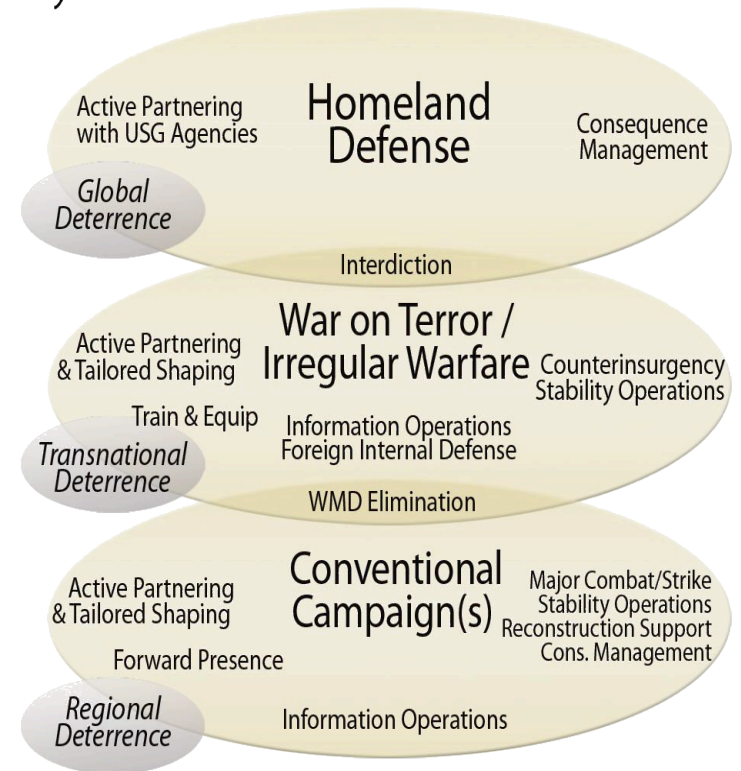 Homeland
Defense
Active Partnering
with USG Agencies
Consequence
Management
Global
Deterrence
Interdiction
War on Terror /
Irregular Warfare
Active Partnering
& Tailored Shaping
Counterinsurgency
Stability Operations
Train & Equip
Information Operations
Foreign Internal Defense
Transnational
Deterrence
WMD Elimination
Conventional
Campaign(s)
Active Partnering
& Tailored Shaping
Major Combat/Strike
Stability Operations
Reconstruction Support
Cons. Management
Forward Presence
Regional
Deterrence
Information Operations